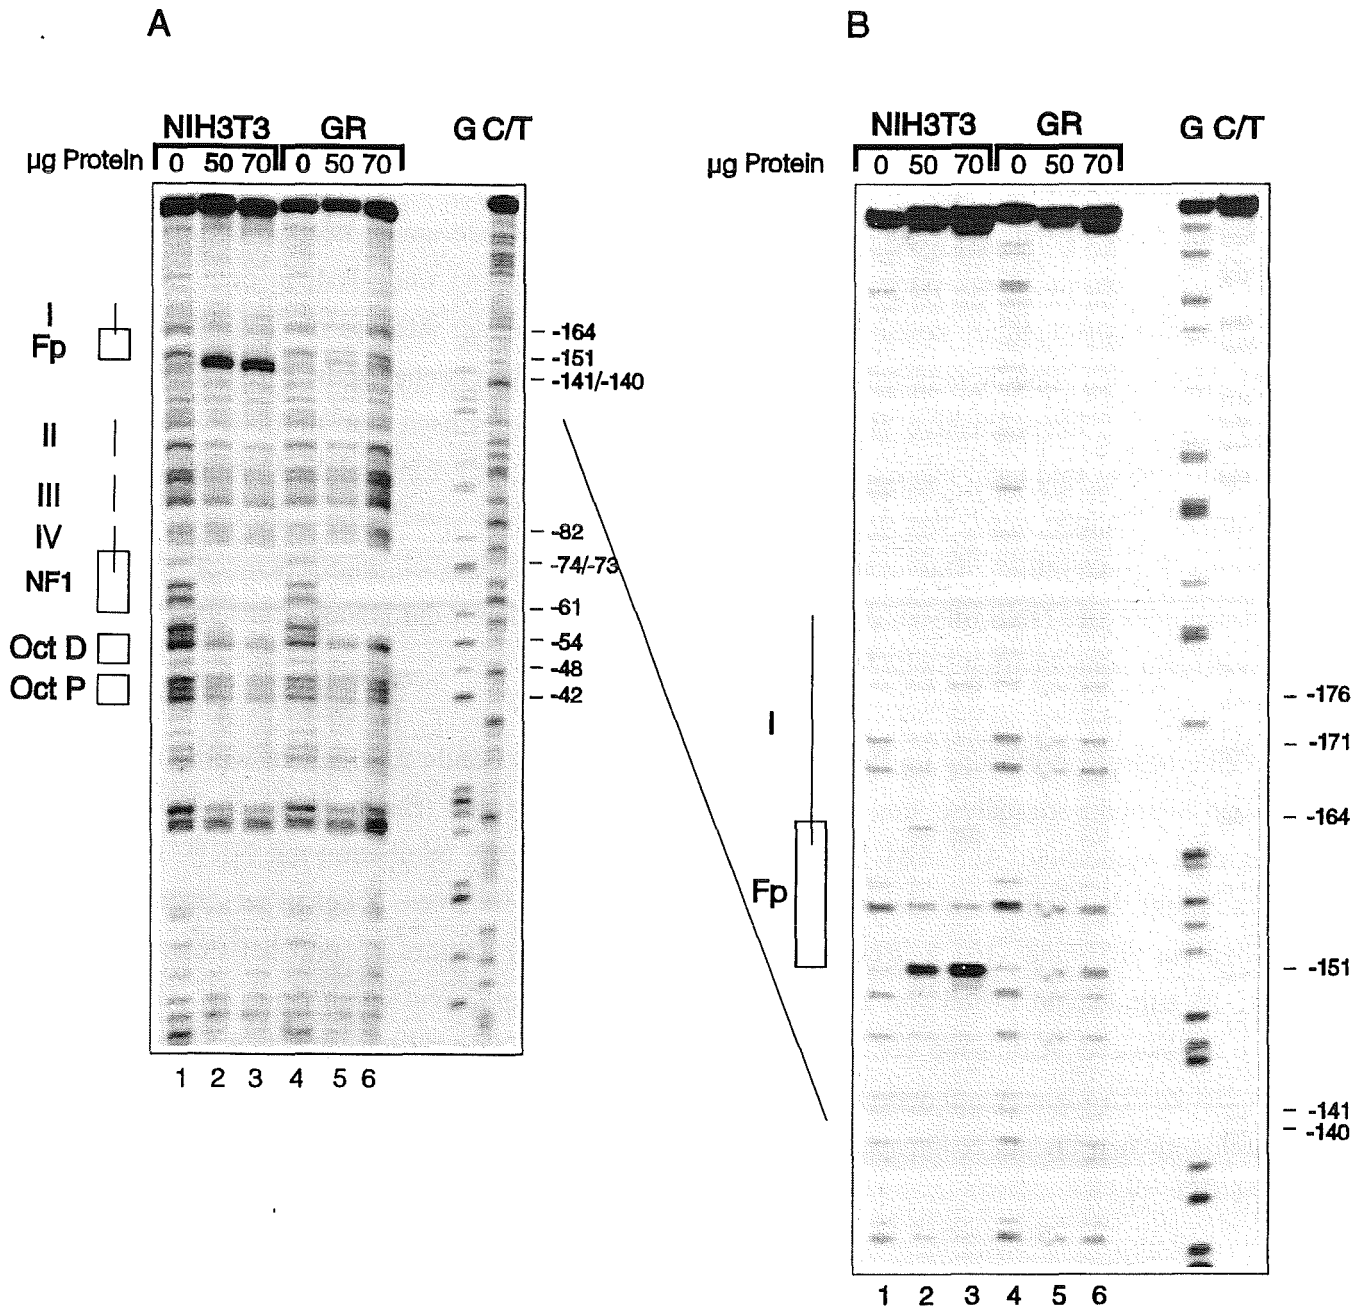 A
NIH3T3 GR G C/T
µg Protein 0 50 70 0 50 70
I
Fp
II
III
IV
NF1
Oct D
Oct P
-164
-151
-141/-140
-82
-74/-73
-61
-54
-48
-42
1 2 3 4 5 6
B
NIH3T3 GR G C/T
µg Protein 0 50 70 0 50 70
I
Fp
-176
-171
-164
-151
-141
-140
1 2 3 4 5 6